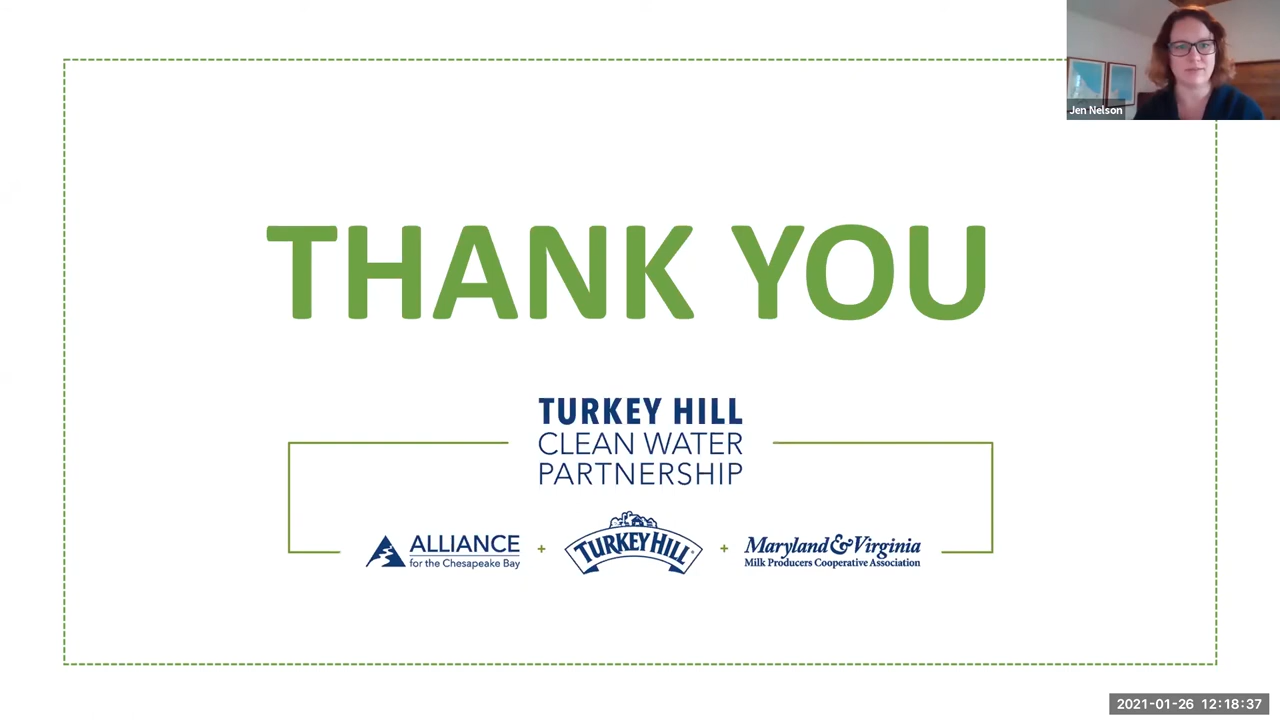 Jen Nelson
THANK YOU
TURKEY HILL
CLEAN WATER
PARTNERSHIP
ALLIANCE
for the Chesapeake Bay
+
TURKEY HILL
+
Maryland & Virginia
Milk Producers Cooperative Association
2021-01-26 12:18:37